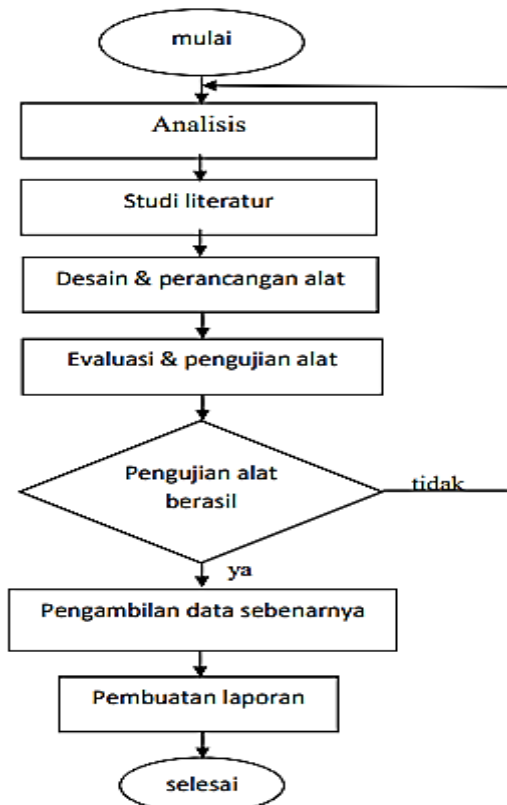 mulai
Analisis
Studi literatur
Desain & perancangan alat
Evaluasi & pengujian alat
Pengujian alat
berasil
tidak
ya
Pengambilan data sebenarnya
Pembuatan laporan
selesai